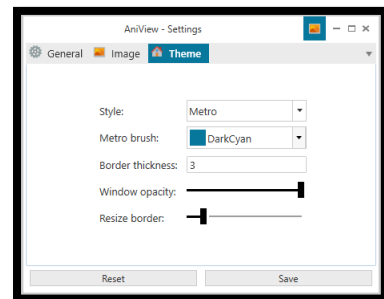 AniView - Settings
General Image Theme
Style: Metro
Metro brush: DarkCyan
Border thickness: 3
Window opacity:
Resize border:
Reset Save